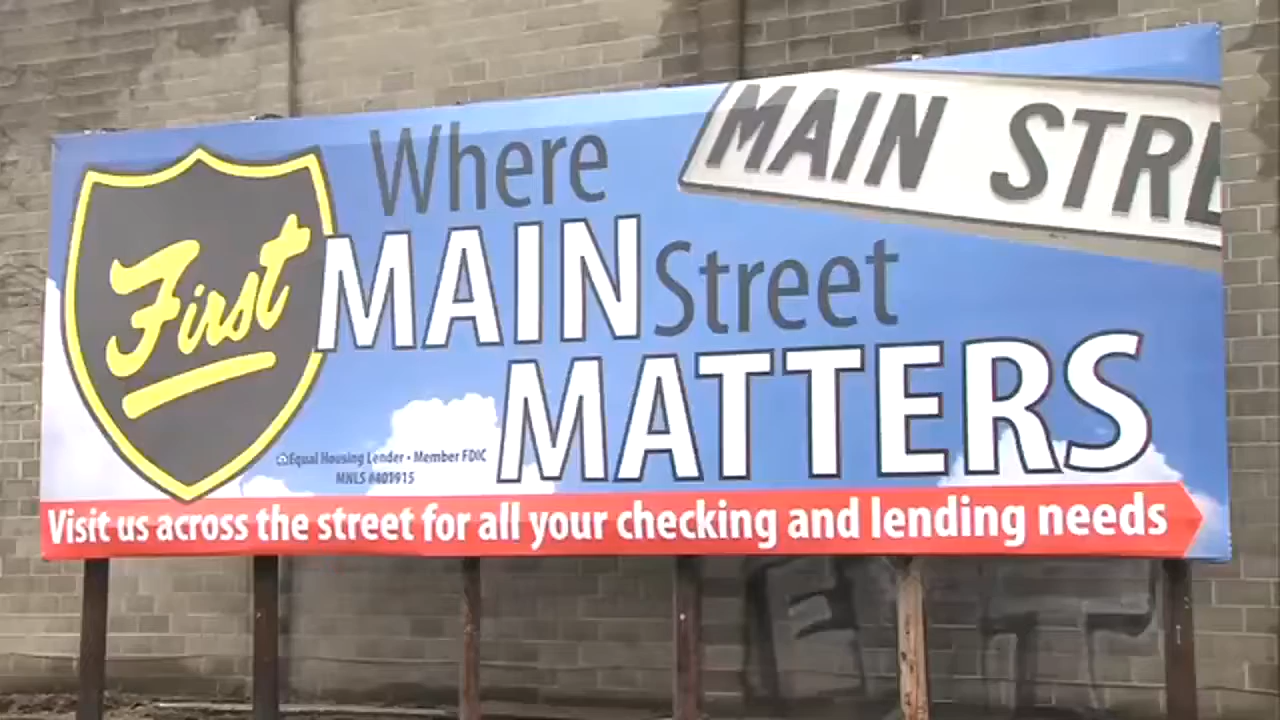 Where
MAIN STRE
First
MAIN Street
MATTERS
Equal Housing Lender • Member FDIC
MNLS #401915
Visit us across the street for all your checking and lending needs